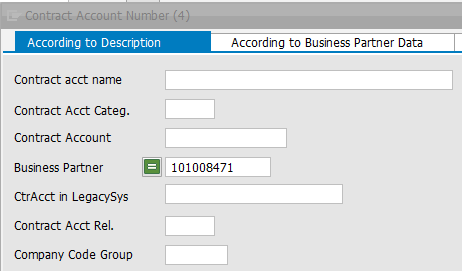 Contract Account Number (4)
According to Description According to Business Partner Data
Contract acct name
Contract Acct Categ.
Contract Account
Business Partner = 101008471
CtrAcct in LegacySys
Contract Acct Rel.
Company Code Group